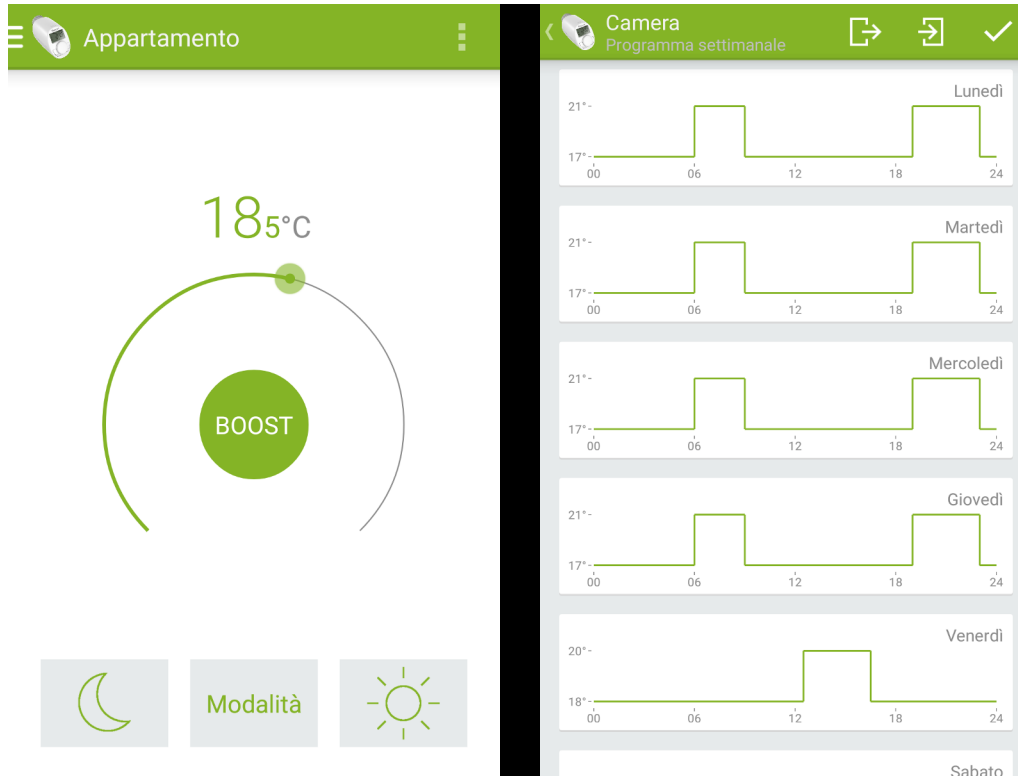 Appartamento
185°C
BOOST
Modalità
Camera
Programma settimanale
Lunedì
21°
17°
00 06 12 18 24
Martedì
21°
17°
00 06 12 18 24
Mercoledì
21°
17°
00 06 12 18 24
Giovedì
21°
17°
00 06 12 18 24
Venerdì
20°
18°
00 06 12 18 24
Sabato